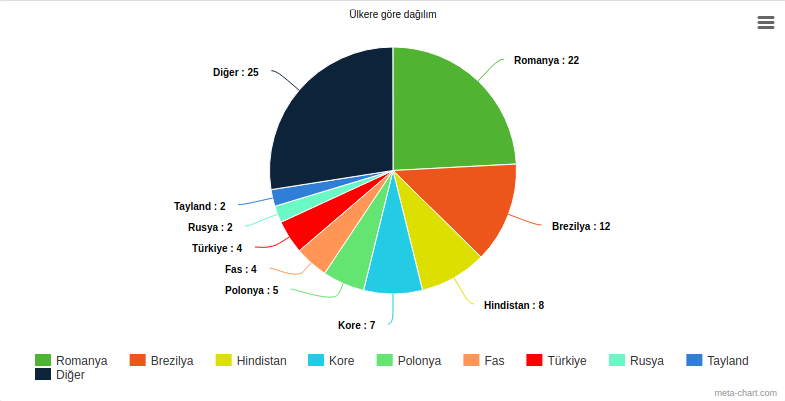 Ülkere göre dağılım
Romanya : 22
Diğer : 25
Tayland : 2
Brezilya : 12
Rusya : 2
Türkiye : 4
Fas : 4
Polonya : 5
Hindistan : 8
Kore : 7
Romanya Brezilya Hindistan Kore Polonya Fas Türkiye Rusya Tayland
Diğer
meta-chart.com